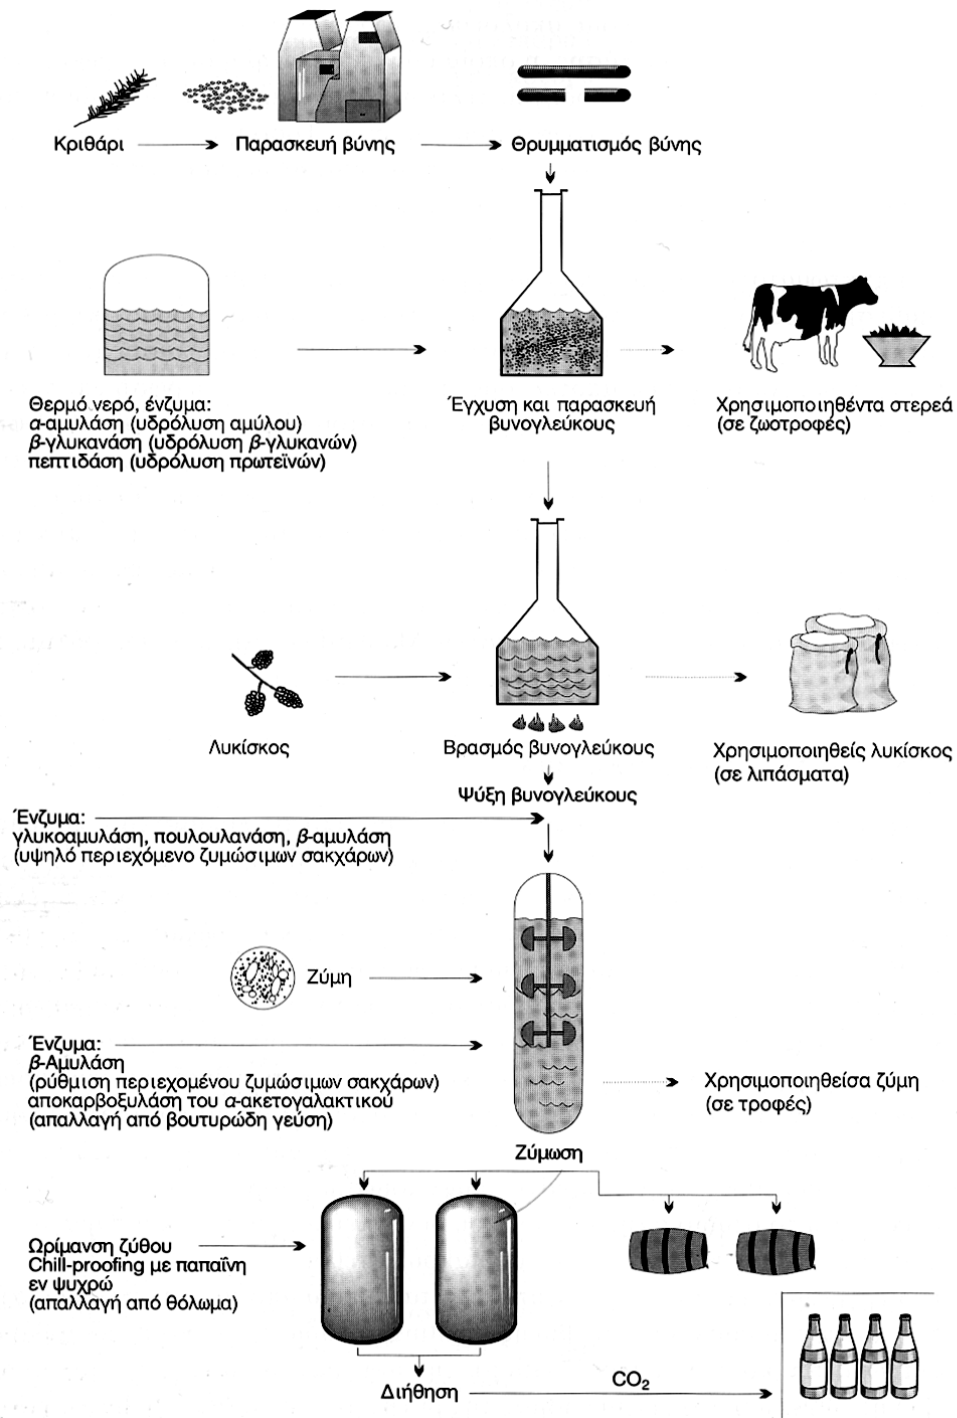 Κριθάρι
Παρασκευή βύνης
Θρυμματισμός βύνης
Θερμό νερό, ένζυμα:
α-αμυλάση (υδρόλυση αμύλου)
β-γλυκανάση (υδρόλυση β-γλυκανών)
πεπτιδάση (υδρόλυση πρωτεϊνών)
Έγχυση και παρασκευή
βυνογλεύκους
Χρησιμοποιηθέντα στερεά
(σε ζωοτροφές)
Λυκίσκος
Βρασμός βυνογλεύκους
Χρησιμοποιηθείς λυκίσκος
(σε λιπάσματα)
Ψύξη βυνογλεύκους
Ένζυμα:
γλυκοαμυλάση, πουλουλανάση, β-αμυλάση
(υψηλό περιεχόμενο ζυμώσιμων σακχάρων)
Ζύμη
Ένζυμα:
β-Αμυλάση
(ρύθμιση περιεχομένου ζυμώσιμων σακχάρων)
αποκαρβοξυλάση του α-ακετογαλακτικού
(απαλλαγή από βουτυρώδη γεύση)
Χρησιμοποιηθείσα ζύμη
(σε τροφές)
Ζύμωση
Ωρίμανση ζύθου
Chill-proofing με παπαΐνη
εν ψυχρώ
(απαλλαγή από θόλωμα)
Διήθηση
CO₂